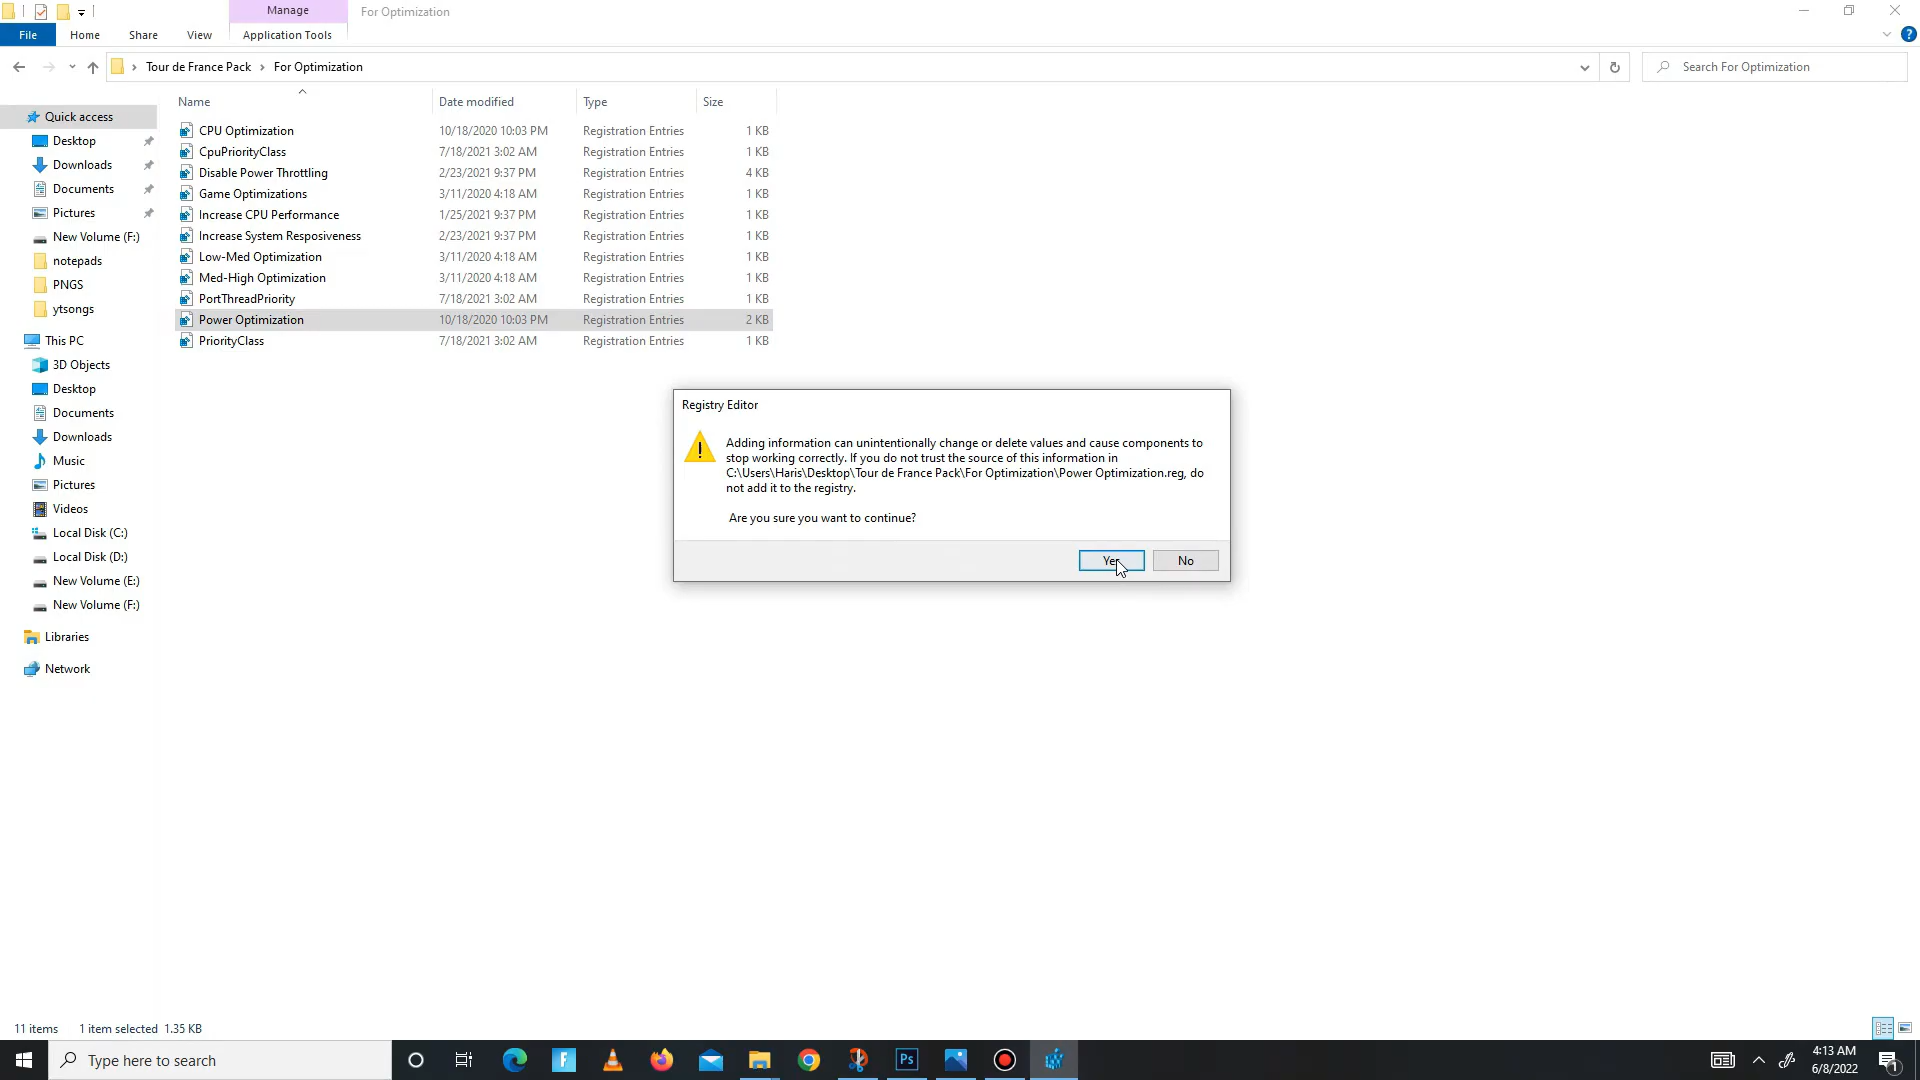 Manage
For Optimization
File
Home
Share
View
Application Tools
Tour de France Pack
For Optimization
Search For Optimization
Name
Date modified
Type
Size
CPU Optimization 10/18/2020 10:03 PM Registration Entries 1 KB
CpuPriorityClass 7/18/2021 3:02 AM Registration Entries 1 KB
Disable Power Throttling 2/23/2021 9:37 PM Registration Entries 4 KB
Game Optimizations 3/11/2020 4:18 AM Registration Entries 1 KB
Increase CPU Performance 1/25/2021 9:37 PM Registration Entries 1 KB
Increase System Resposiveness 2/23/2021 9:37 PM Registration Entries 1 KB
Low-Med Optimization 3/11/2020 4:18 AM Registration Entries 1 KB
Med-High Optimization 3/11/2020 4:18 AM Registration Entries 1 KB
PortThreadPriority 7/18/2021 3:02 AM Registration Entries 1 KB
Power Optimization 10/18/2020 10:03 PM Registration Entries 2 KB
PriorityClass 7/18/2021 3:02 AM Registration Entries 1 KB
Quick access
Desktop
Downloads
Documents
Pictures
New Volume (F:)
notepads
PNGS
ytsongs
This PC
3D Objects
Desktop
Documents
Downloads
Music
Pictures
Videos
Local Disk (C:)
Local Disk (D:)
New Volume (E:)
New Volume (F:)
Libraries
Network
Registry Editor
Adding information can unintentionally change or delete values and cause components to
stop working correctly. If you do not trust the source of this information in
C:\Users\Haris\Desktop\Tour de France Pack\For Optimization\Power Optimization.reg, do
not add it to the registry.
Are you sure you want to continue?
Yes
No
11 items
1 item selected 1.35 KB
Type here to search
Ps
4:13 AM
6/8/2022
1